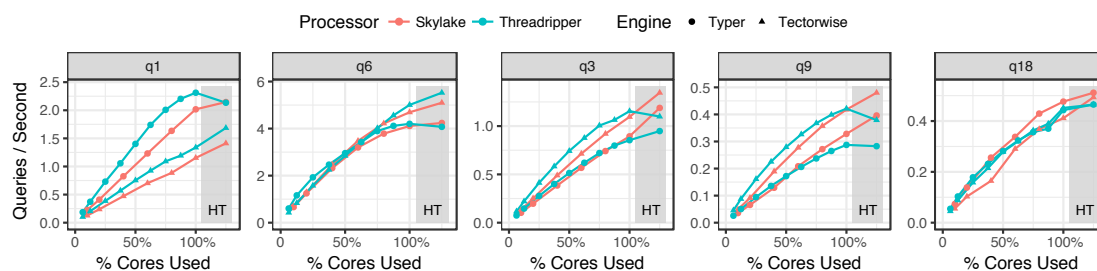 Processor Skylake Threadripper Engine Typer Tectorwise
q1 q6 q3 q9 q18
Queries / Second
2.5
2.0
1.5
1.0
0.5
0.0
HT
0 50% 100%
% Cores Used
6
4
2
0
HT
0 50% 100%
% Cores Used
1.0
0.5
0.0
HT
0 50% 100%
% Cores Used
0.5
0.4
0.3
0.2
0.1
0.0
HT
0 50% 100%
% Cores Used
0.4
0.2
0.0
HT
0 50% 100%
% Cores Used